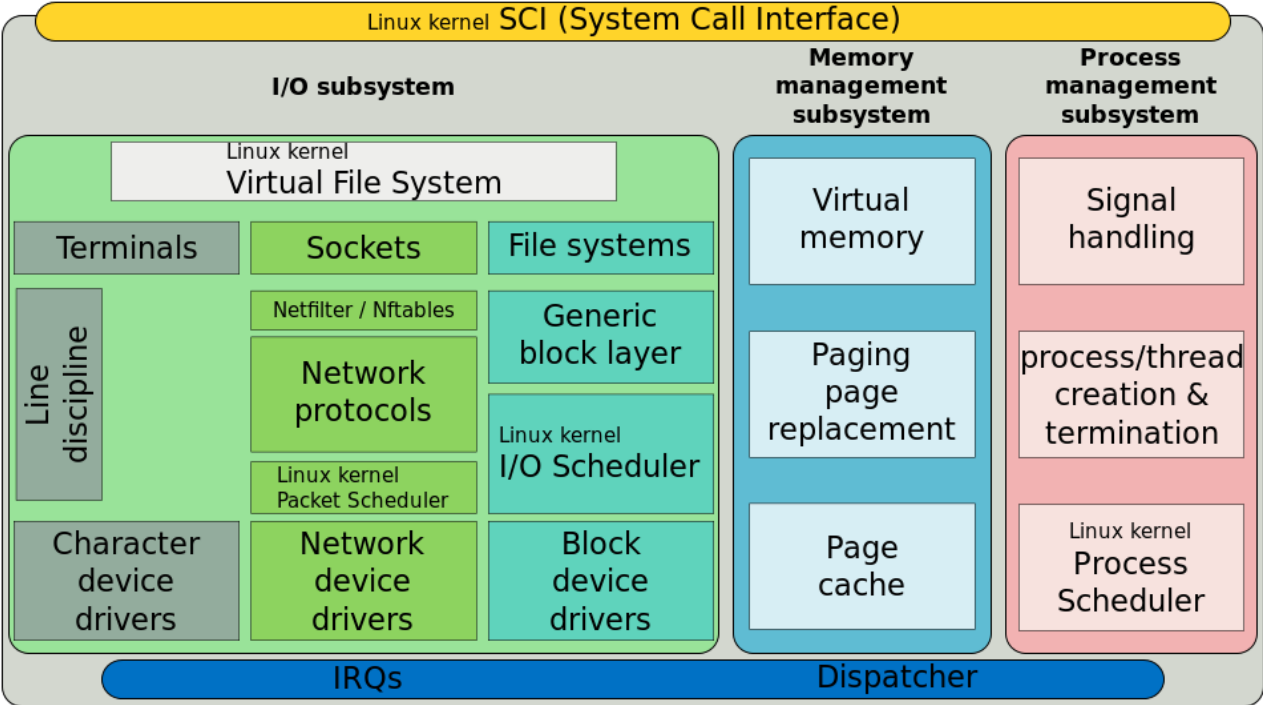 Linux kernel SCI (System Call Interface)
I/O subsystem
Memory
management
subsystem
Process
management
subsystem
Linux kernel
Virtual File System
Terminals
Sockets
File systems
Line
discipline
Netfilter / Nftables
Network
protocols
Linux kernel
Packet Scheduler
Generic
block layer
Linux kernel
I/O Scheduler
Character
device
drivers
Network
device
drivers
Block
device
drivers
Virtual
memory
Paging
page
replacement
Page
cache
Signal
handling
process/thread
creation &
termination
Linux kernel
Process
Scheduler
IRQs
Dispatcher